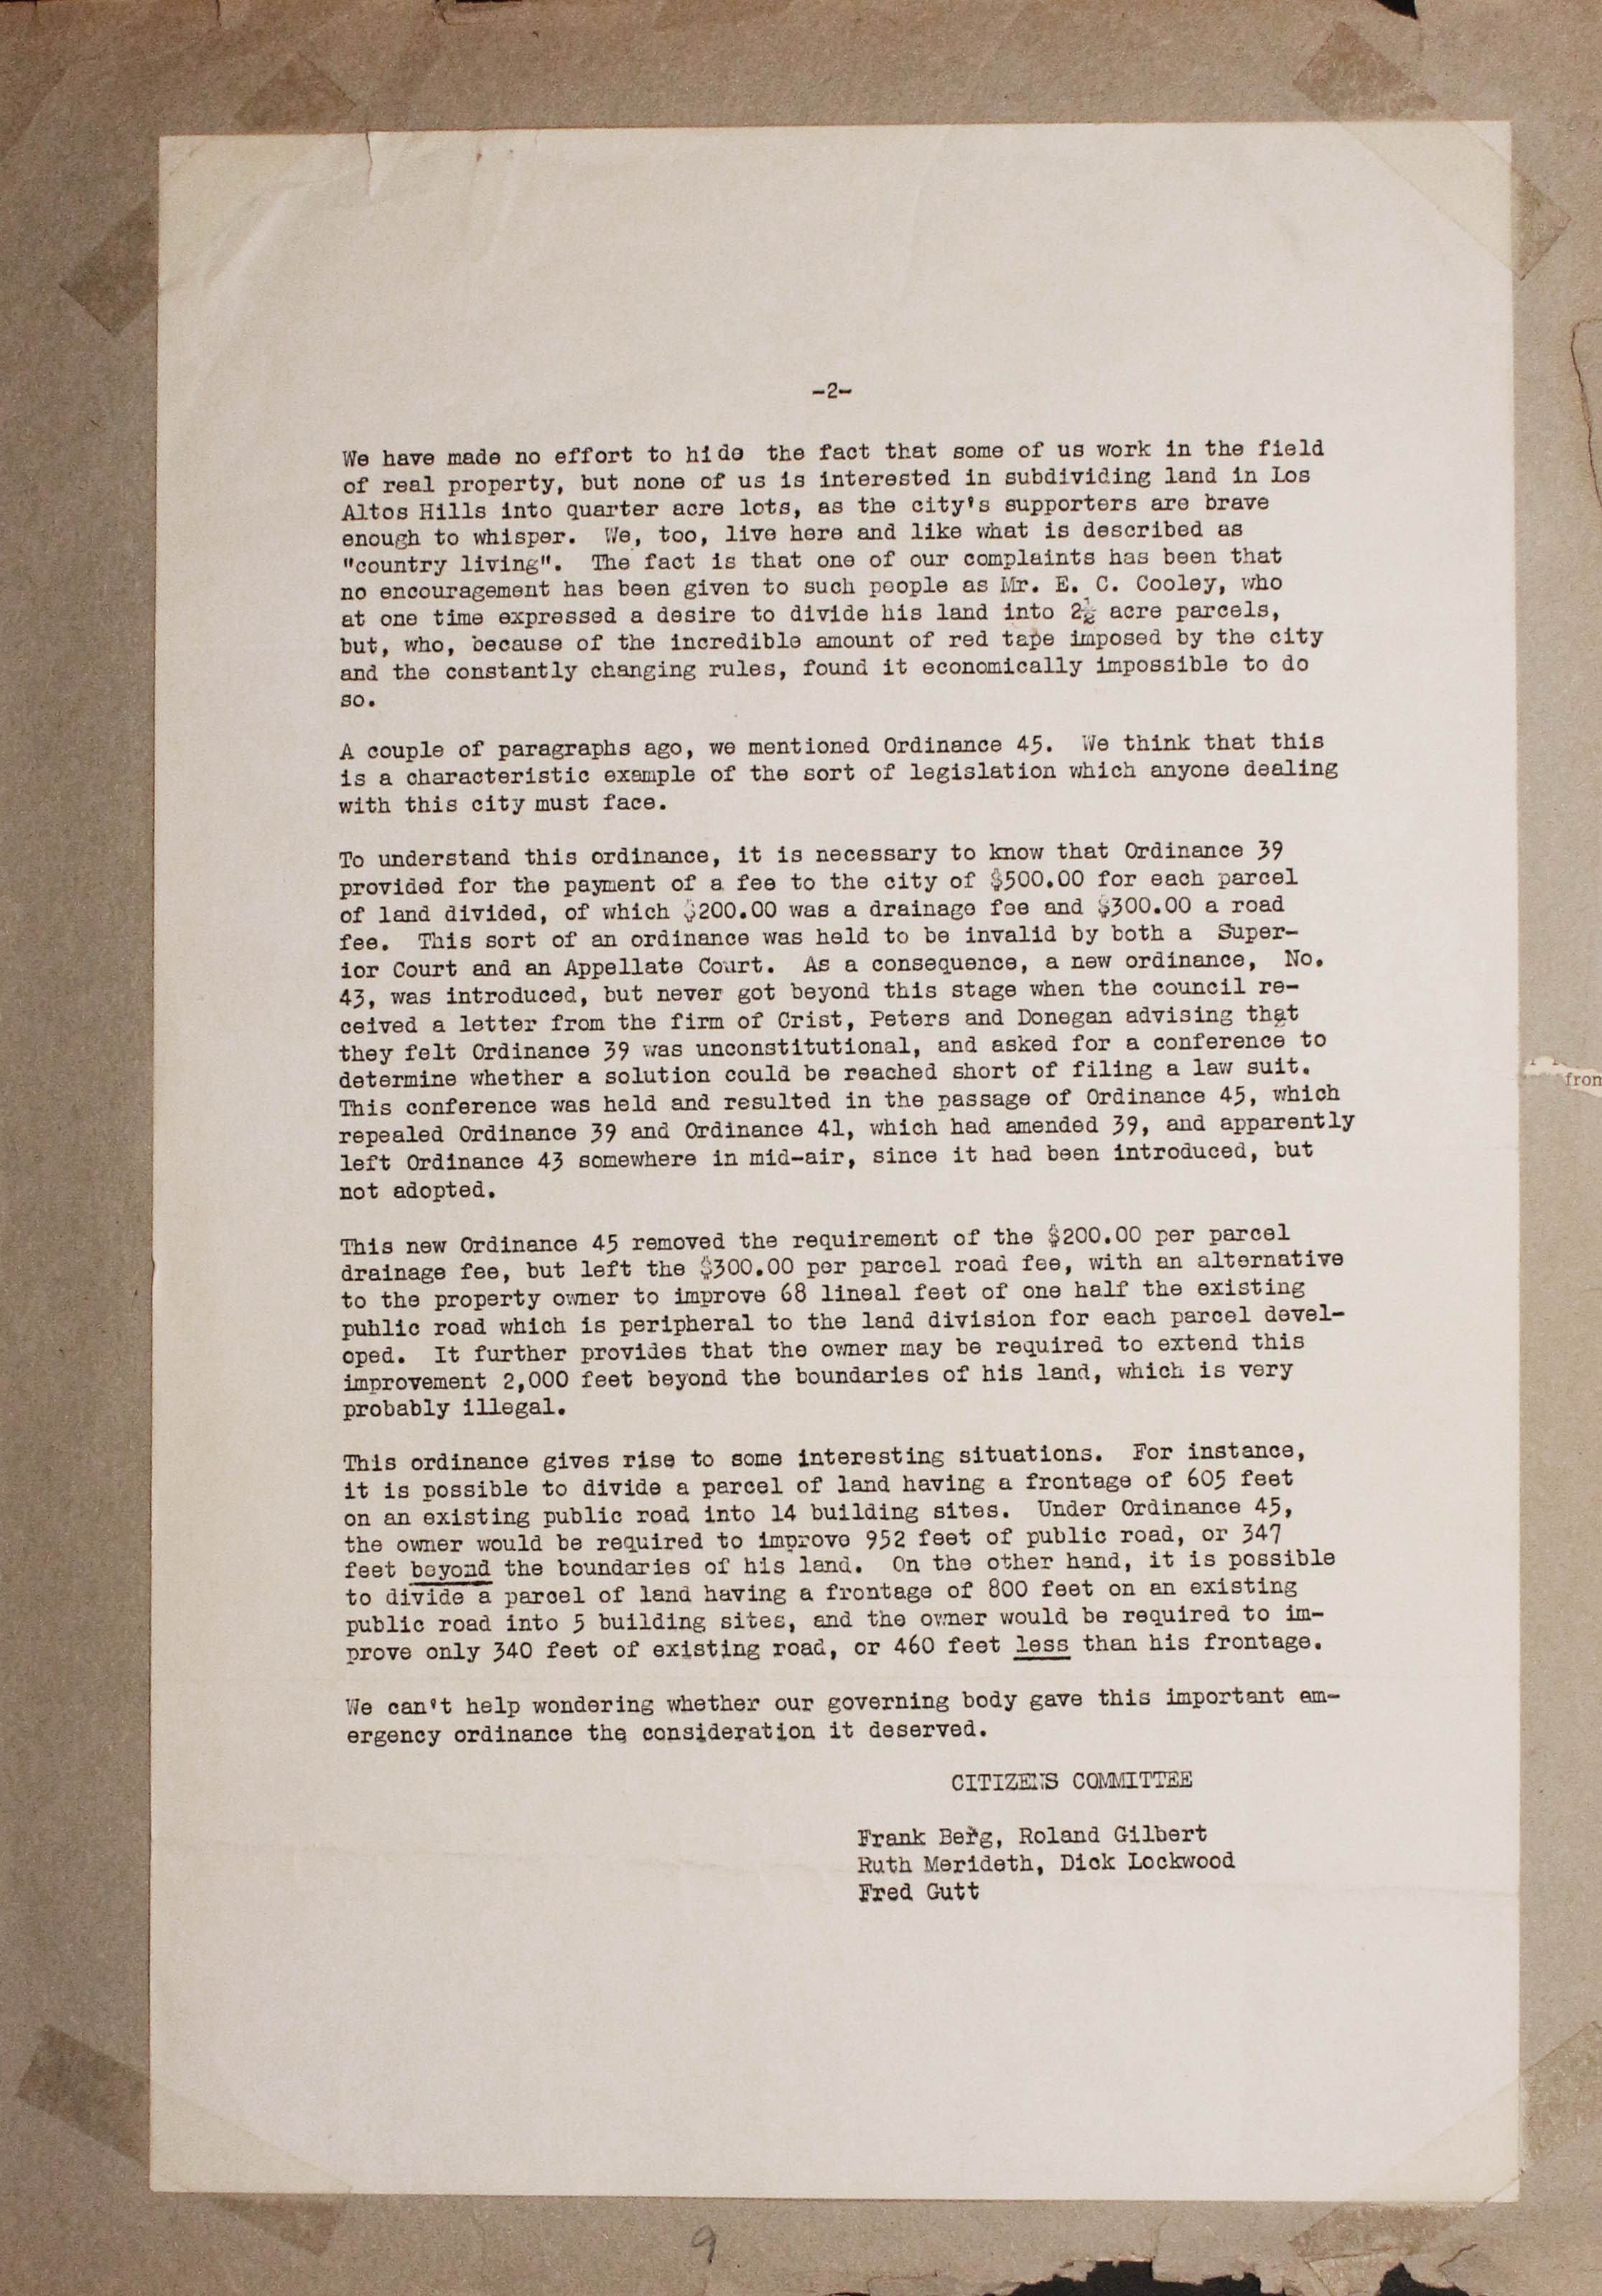 -2-
We have made no effort to hide the fact that some of us work in the field
of real property, but none of us is interested in subdividing land in Los
Altos Hills into quarter acre lots, as the city's supporters are brave
enough to whisper. We, too, live here and like what is described as
"country living". The fact is that one of our complaints has been that
no encouragement has been given to such people as Mr. E. C. Cooley, who
at one time expressed a desire to divide his land into 2½ acre parcels,
but, who, because of the incredible amount of red tape imposed by the city
and the constantly changing rules, found it economically impossible to do
so.
A couple of paragraphs ago, we mentioned Ordinance 45. We think that this
is a characteristic example of the sort of legislation which anyone dealing
with this city must face.
To understand this ordinance, it is necessary to know that Ordinance 39
provided for the payment of a fee to the city of $500.00 for each parcel
of land divided, of which $200.00 was a drainage fee and $300.00 a road
fee. This sort of an ordinance was held to be invalid by both a Super-
ior Court and an Appellate Court. As a consequence, a new ordinance, No.
43, was introduced, but never got beyond this stage when the council re-
ceived a letter from the firm of Crist, Peters and Donegan advising that
they felt Ordinance 39 was unconstitutional, and asked for a conference to
determine whether a solution could be reached short of filing a law suit.
This conference was held and resulted in the passage of Ordinance 45, which
repealed Ordinance 39 and Ordinance 41, which had amended 39, and apparently
left Ordinance 43 somewhere in mid-air, since it had been introduced, but
not adopted.
This new Ordinance 45 removed the requirement of the $200.00 per parcel
drainage fee, but left the $300.00 per parcel road fee, with an alternative
to the property owner to improve 68 lineal feet of one half the existing
public road which is peripheral to the land division for each parcel devel-
oped. It further provides that the owner may be required to extend this
improvement 2,000 feet beyond the boundaries of his land, which is very
probably illegal.
This ordinance gives rise to some interesting situations. For instance,
it is possible to divide a parcel of land having a frontage of 605 feet
on an existing public road into 14 building sites. Under Ordinance 45,
the owner would be required to improve 952 feet of public road, or 347
feet beyond the boundaries of his land. On the other hand, it is possible
to divide a parcel of land having a frontage of 800 feet on an existing
public road into 5 building sites, and the owner would be required to im-
prove only 340 feet of existing road, or 460 feet less than his frontage.
We can't help wondering whether our governing body gave this important em-
ergency ordinance the consideration it deserved.
CITIZENS COMMITTEE
Frank Berg, Roland Gilbert
Ruth Merideth, Dick Lockwood
Fred Gutt
9